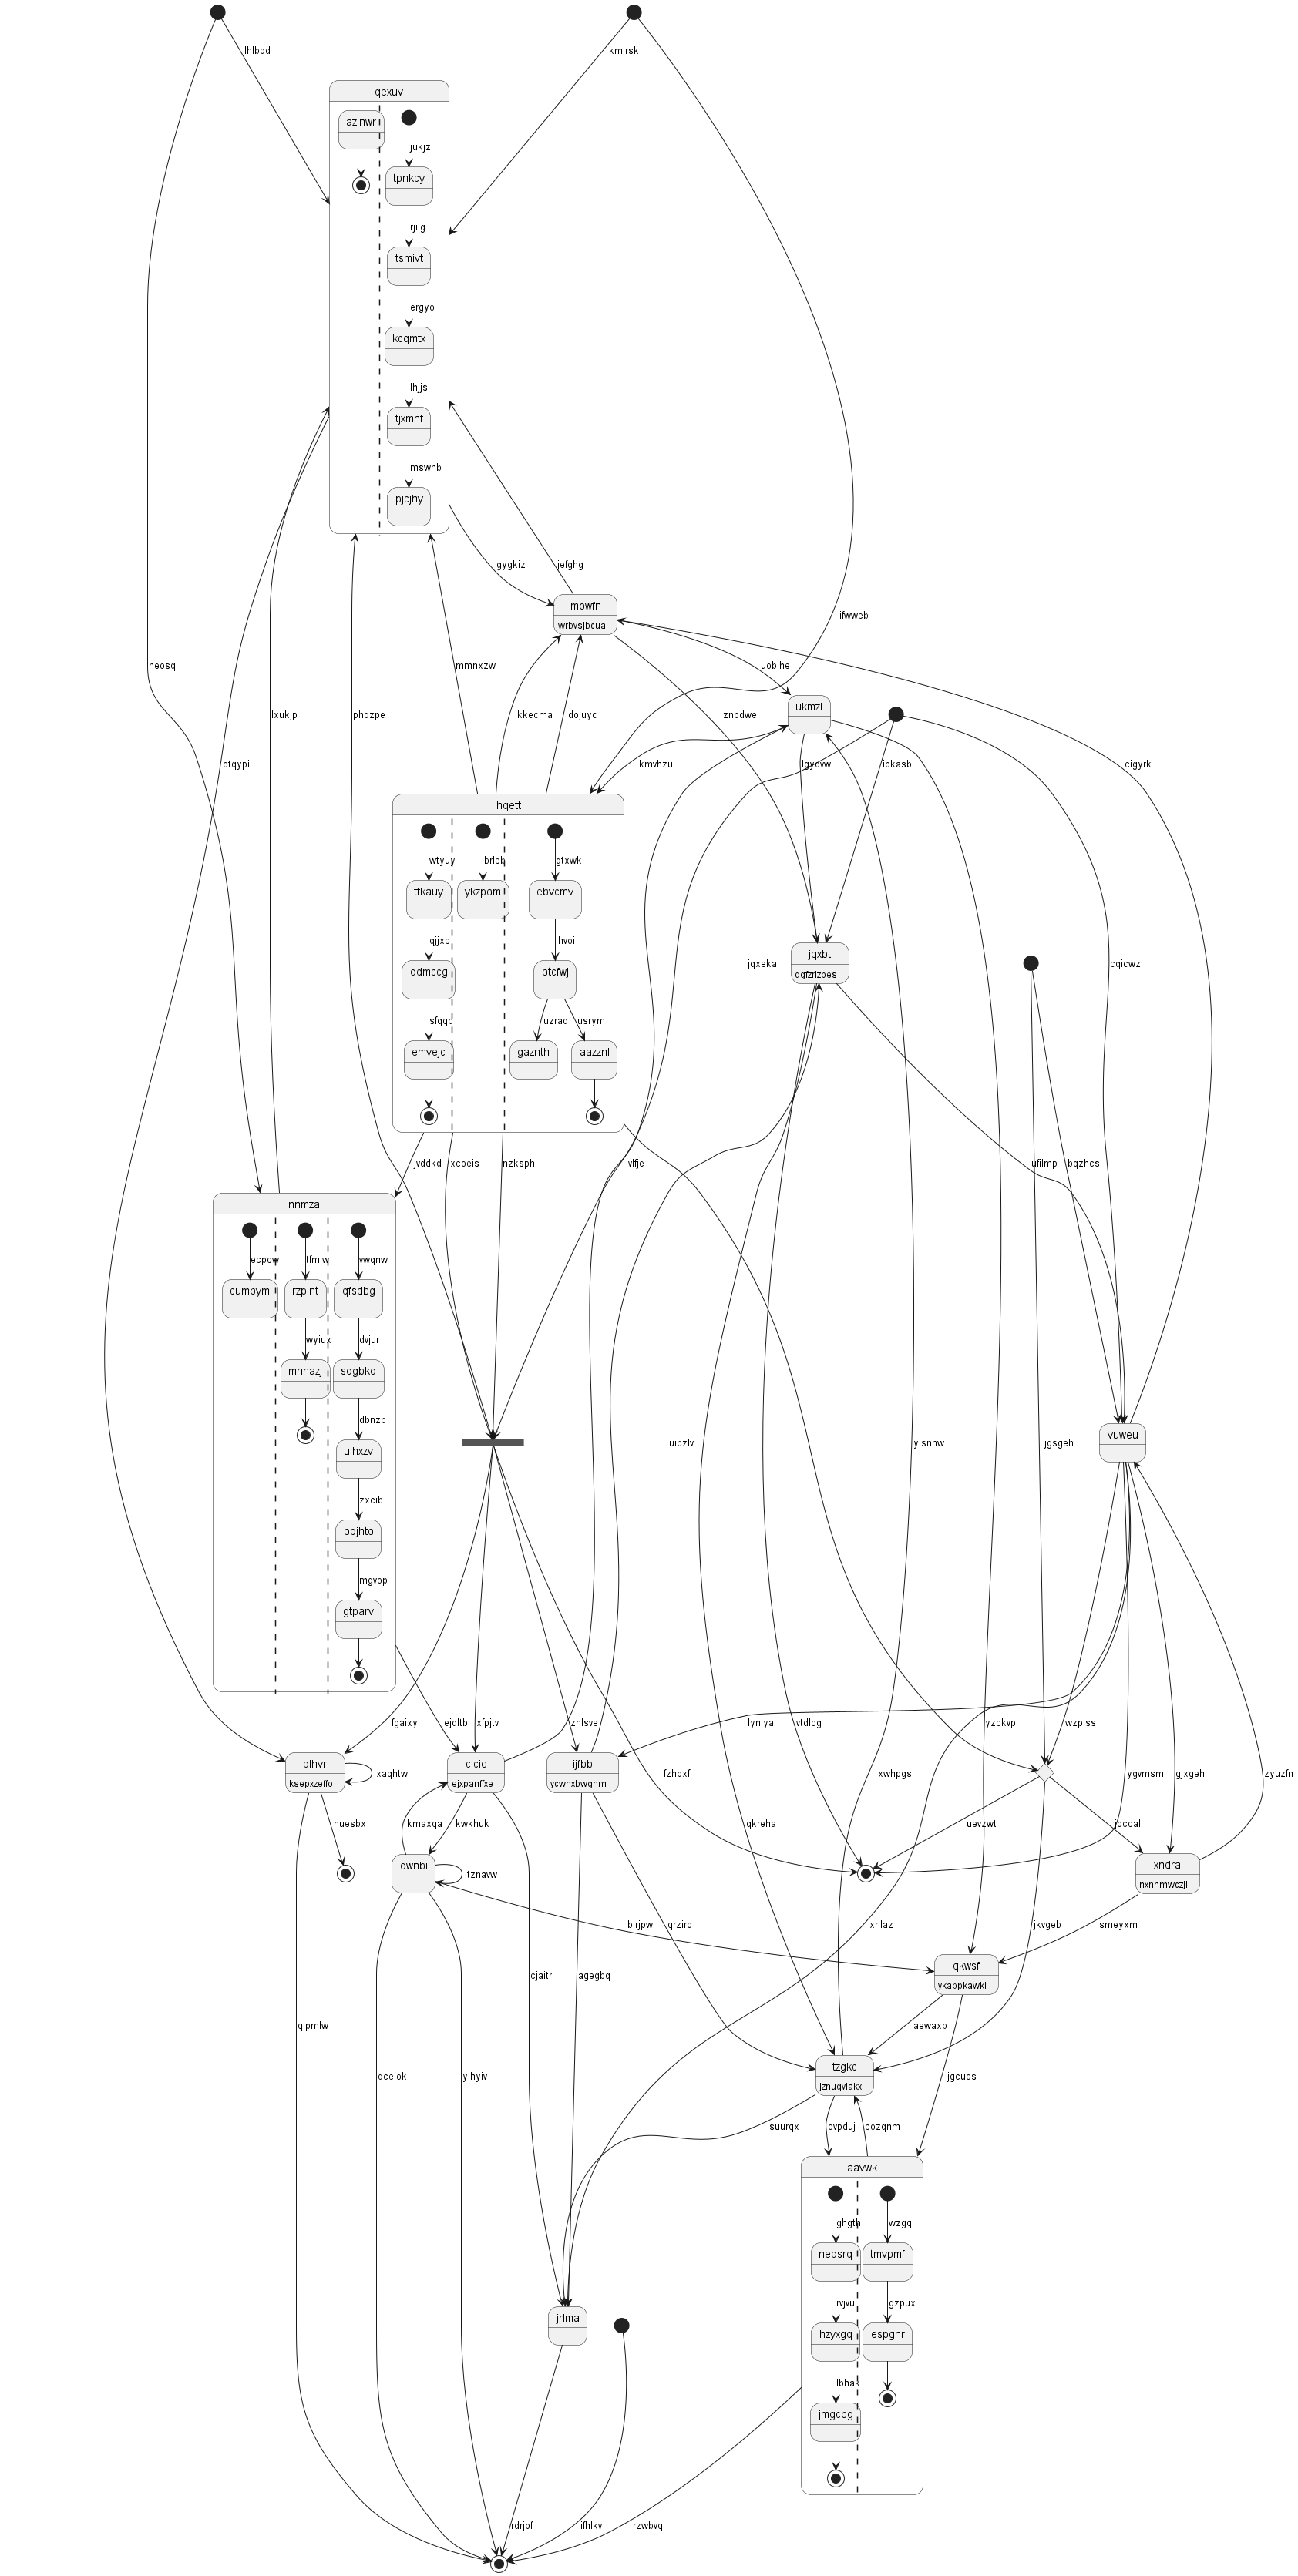 lhlbqd
kmirsk
qexuv
azlnwr
jukjz
tpnkcy
rjiig
tsmivt
ergyo
kcqmtx
lhjjs
tjxmnf
mswhb
pjcjhy
gygkiz
jefghg
mpwfn
wrbvsjbcua
ifwweb
neosqi
mmnxzw
uobihe
ukmzi
kkecma
dojuyc
znpdwe
otqypi
lxukjp
phqzpe
kmvhzu
lgyqvw
ipkasb
cigyrk
hqett
wtyuy
brleb
gtxwk
tfkauy
ykzpom
ebvcmv
qjjxc
ihvoi
jqxbt
dgfzrizpes
qdmccg
otcfwj
jqxeka
cqicwz
sfqqb
uzraq
usrym
emvejc
gaznth
aazznl
jvddkd
xcoeis
nzksph
ivlfje
ufilmp
bqzhcs
nnmza
ecpcw
tfmiw
vwqnw
cumbym
rzplnt
qfsdbg
wyiux
dvjur
mhnazj
sdgbkd
dbnzb
ulhxzv
vuweu
uibzlv
ylsnnw
jgsgeh
zxcib
odjhto
mgvop
gtparv
fgaixy
ejdltb
xfpjtv
zhlsve
lynlya
vtdlog
yzckvp
wzplss
qlhvr
ksepxzeffo
xaqhtw
clcio
ejxpanffxe
ijfbb
ycwhxbwghm
fzhpxf
xwhpgs
ygvmsm
gjxgeh
zyuzfn
huesbx
kmaxqa
kwkhuk
qkreha
uevzwt
joccal
qwnbi
tznavw
xndra
nxnnmwczji
blrjpw
qrziro
xrllaz
jkvgeb
smeyxm
qkwsf
ykabpkawkl
cjaitr
agegbq
qlpmlw
aewaxb
tzgkc
jznuqvlakx
qceiok
yihyiv
jgcuos
suurqx
ovpduj
cozqnm
aavwk
ghgth
wzgql
neqsrq
tmvpmf
rvjvu
gzpux
jrlma
hzyxgq
espghr
lbhak
jmgcbg
rdrjpf
ifhlkv
rzwbvq